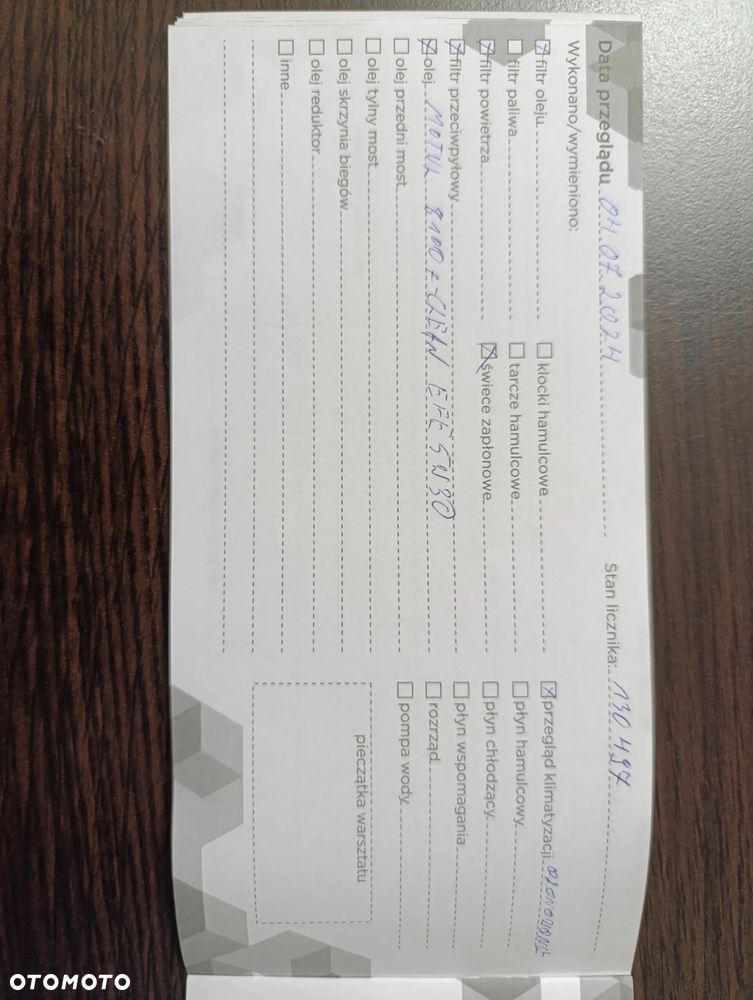 Data przeglądu 04.07.2024 Stan licznika: 130 497
Wykonano/wymieniono:
filtr oleju klocki hamulcowe przegląd klimatyzacji ozonowanie
filtr paliwa tarcze hamulcowe płyn hamulcowy
filtr powietrza świece zapłonowe płyn chłodzący
filtr przeciwpyłowy płyn wspomagania
olej MOTUL 8100 X-CLEAN EFE 5W30 rozrząd
olej przedni most pompa wody
olej tylny most
olej skrzynia biegów pieczątka warsztatu
olej reduktor
inne
OTOMOTO